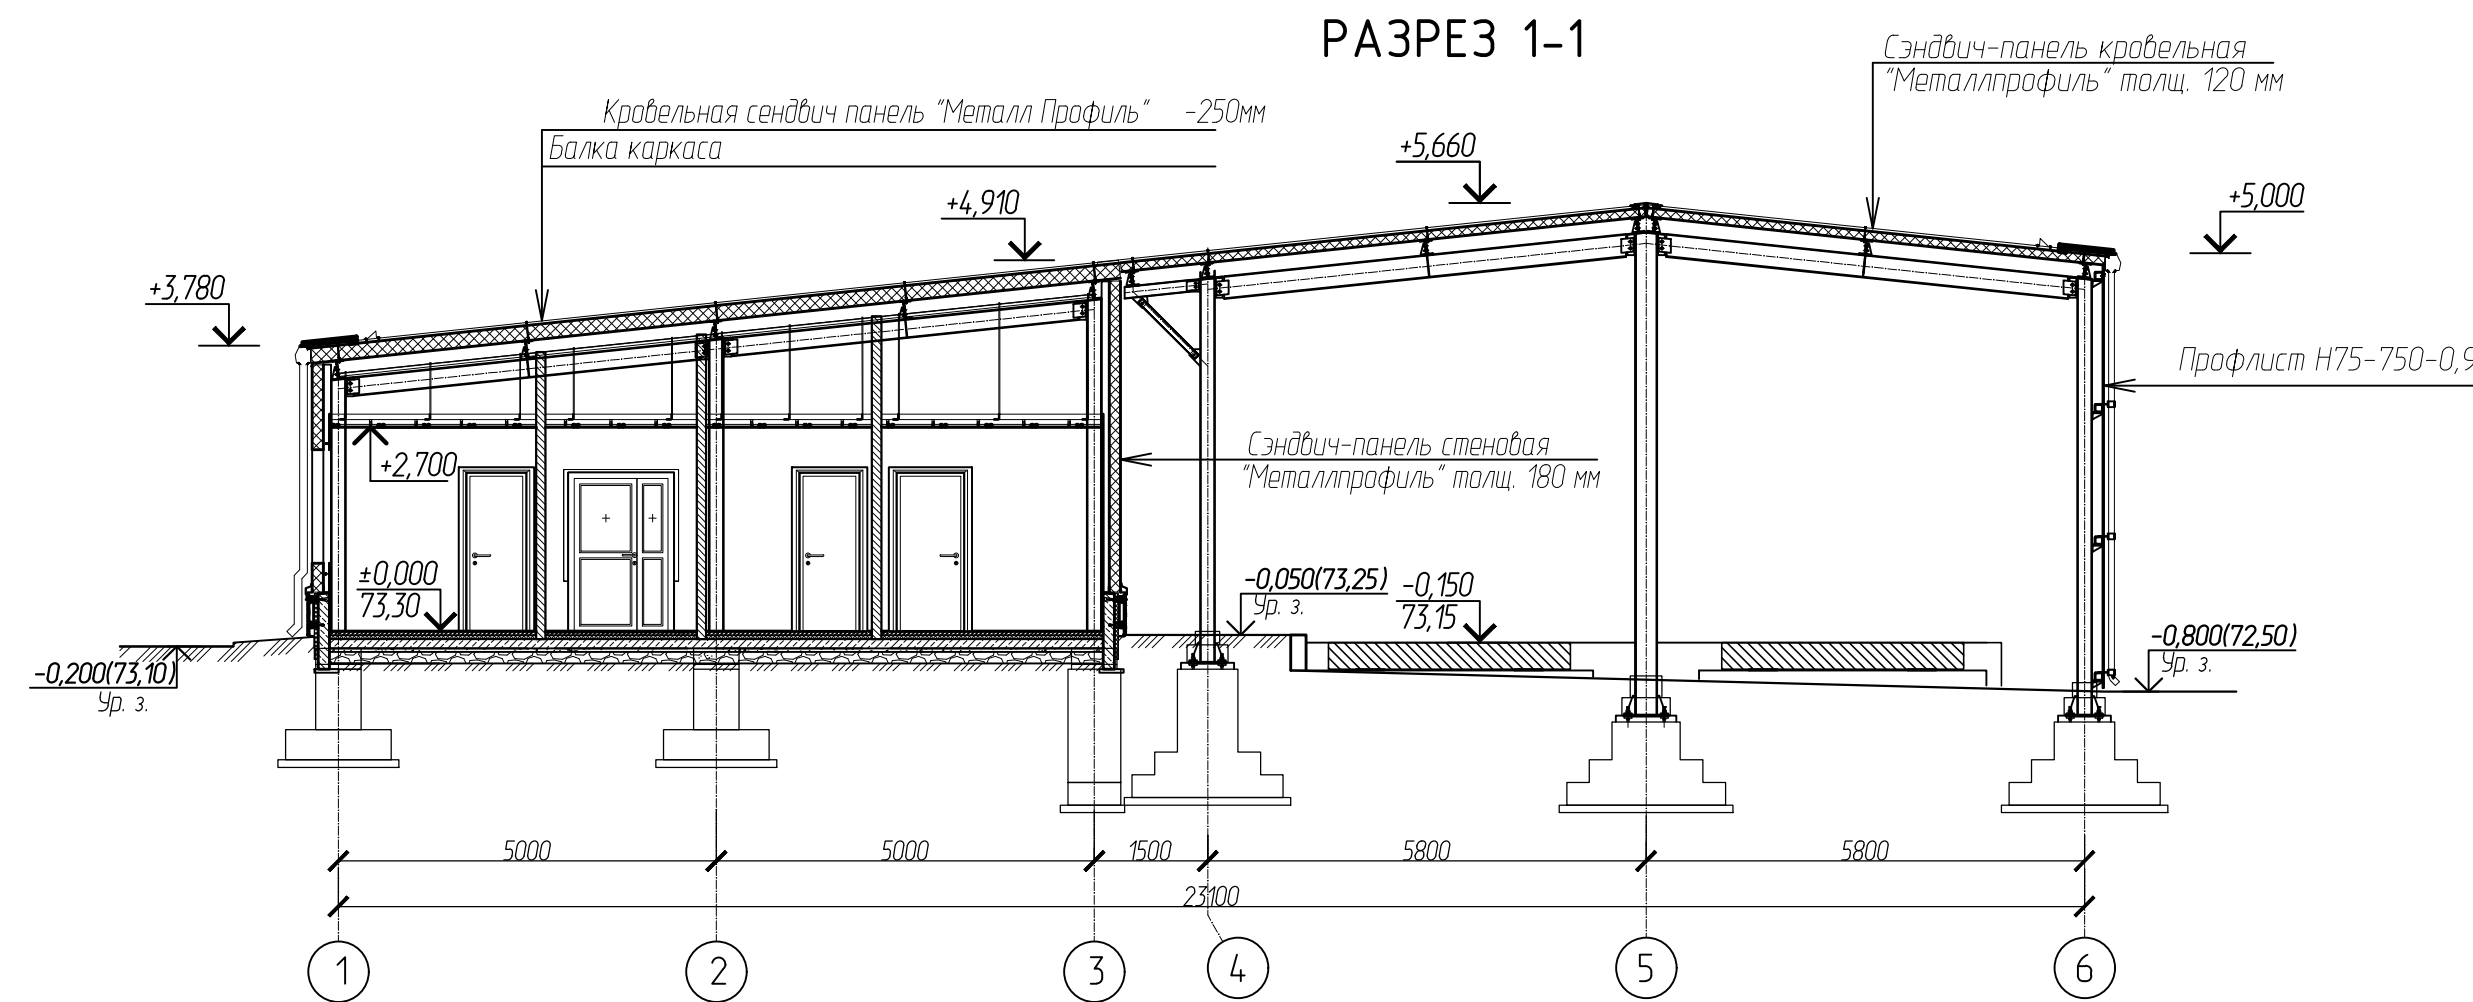 РАЗРЕЗ 1-1
Сэндвич-панель кровельная
"Металлпрофиль" толщ. 120 мм
Кровельная сендвич панель "Металл Профиль" -250мм
Балка каркаса
+5,660
+4,910
+5,000
+3,780
Профлист Н75-750-0,9
+2,700
Сэндвич-панель стеновая
"Металлпрофиль" толщ. 180 мм
±0,000
73,30
-0,050(73,25)
Ур. з.
-0,150
73,15
-0,800(72,50)
Ур. з.
-0,200(73,10)
Ур. з.
5000 5000 1500 5800 5800
23100
1 2 3 4 5 6